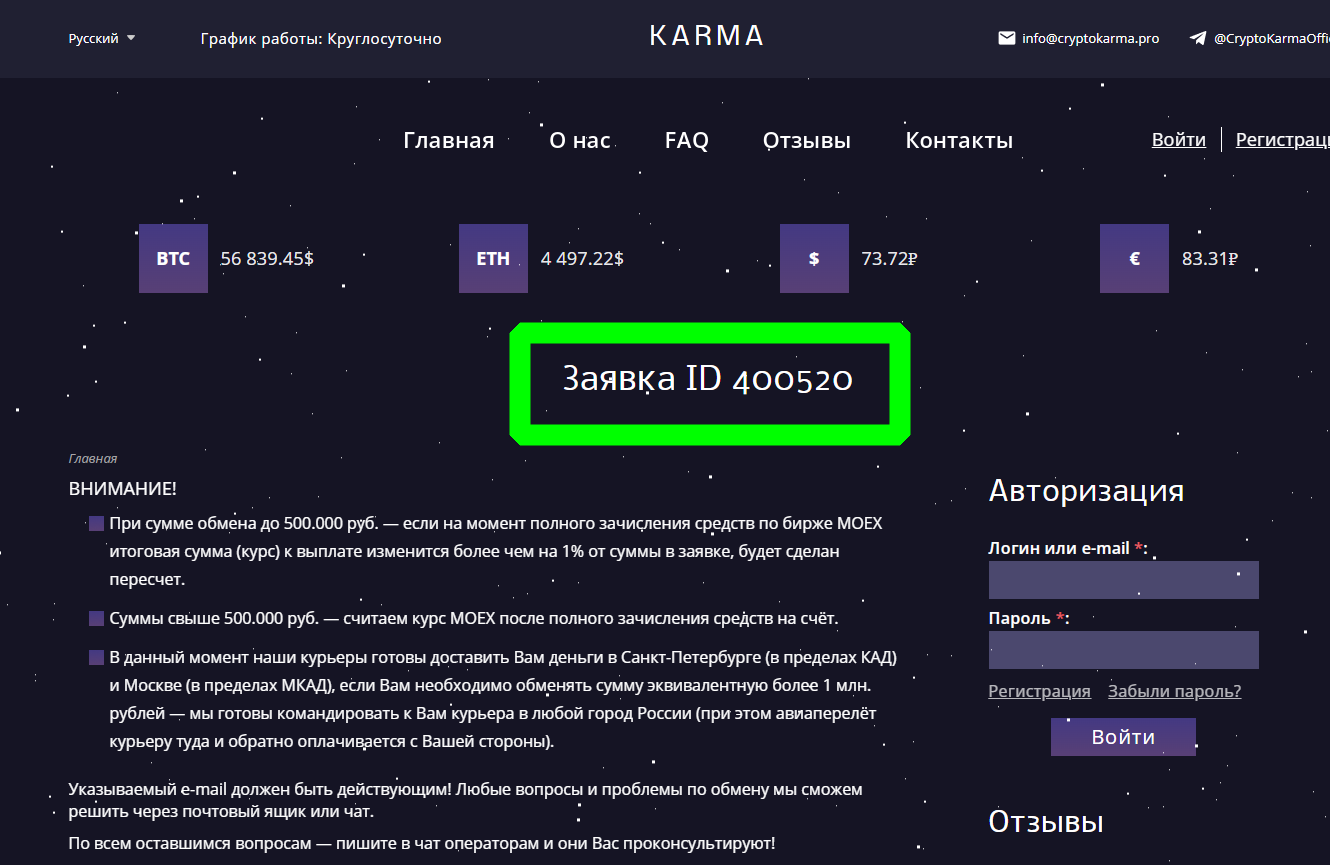 Русский
График работы: Круглосуточно
KARMA
info@cryptokarma.pro
Главная
О нас
FAQ
Отзывы
Контакты
Войти
BTC
56 839.45$
ETH
4 497.22$
$
73.72₽
€
83.31₽
Заявка ID 400520
Главная
ВНИМАНИЕ!
При сумме обмена до 500.000 руб. — если на момент полного зачисления средств по бирже MOEX
итоговая сумма (курс) к выплате изменится более чем на 1% от суммы в заявке, будет сделан
пересчет.
Суммы свыше 500.000 руб. — считаем курс MOEX после полного зачисления средств на счёт.
В данный момент наши курьеры готовы доставить Вам деньги в Санкт-Петербурге (в пределах КАД)
и Москве (в пределах МКАД), если Вам необходимо обменять сумму эквивалентную более 1 млн.
рублей — мы готовы командировать к Вам курьера в любой город России (при этом авиаперелёт
курьеру туда и обратно оплачивается с Вашей стороны).
Указываемый e-mail должен быть действующим! Любые вопросы и проблемы по обмену мы сможем
решить через почтовый ящик или чат.
По всем оставшимся вопросам — пишите в чат операторам и они Вас проконсультируют!
Авторизация
Логин или e-mail *:
Пароль *:
Регистрация
Забыли пароль?
Войти
Отзывы